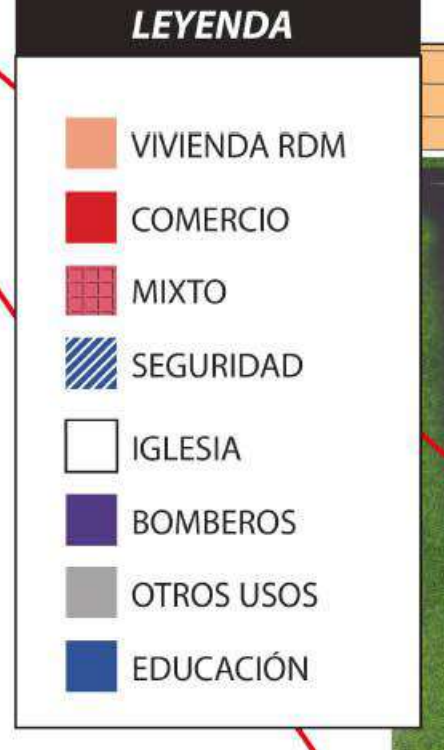 LEYENDA
VIVIENDA RDM
COMERCIO
MIXTO
SEGURIDAD
IGLESIA
BOMBEROS
OTROS USOS
EDUCACIÓN